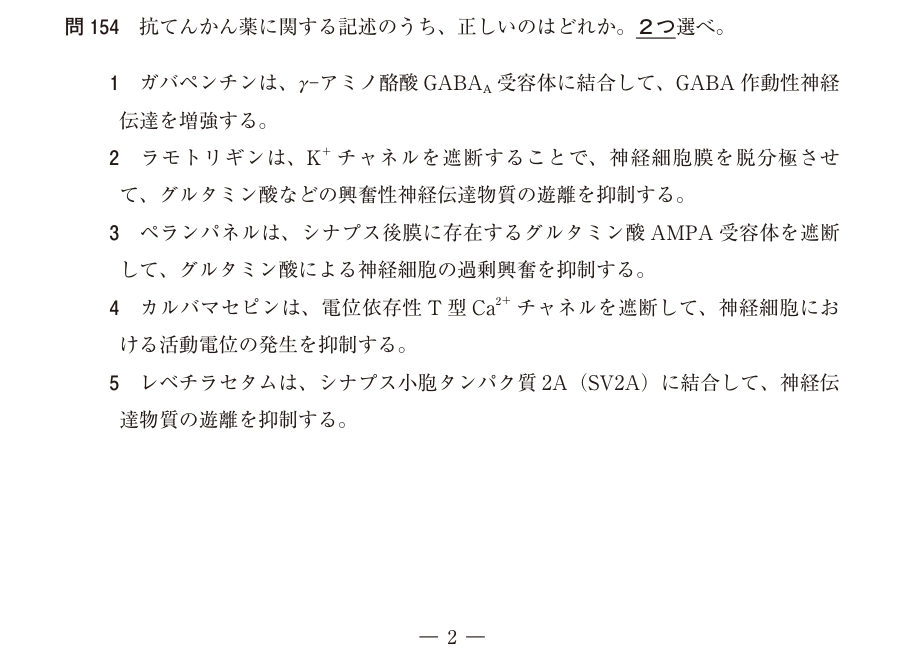 問 154 抗てんかん薬に関する記述のうち、正しいのはどれか。2つ選べ。
1 ガバペンチンは、γ-アミノ酪酸 GABAA 受容体に結合して、GABA 作動性神経
伝達を増強する。
2 ラモトリギンは、K+ チャネルを遮断することで、神経細胞膜を脱分極させ
て、グルタミン酸などの興奮性神経伝達物質の遊離を抑制する。
3 ペランパネルは、シナプス後膜に存在するグルタミン酸 AMPA 受容体を遮断
して、グルタミン酸による神経細胞の過剰興奮を抑制する。
4 カルバマセピンは、電位依存性 T 型 Ca2+ チャネルを遮断して、神経細胞にお
ける活動電位の発生を抑制する。
5 レベチラセタムは、シナプス小胞タンパク質 2A（SV2A）に結合して、神経伝
達物質の遊離を抑制する。
— 2 —